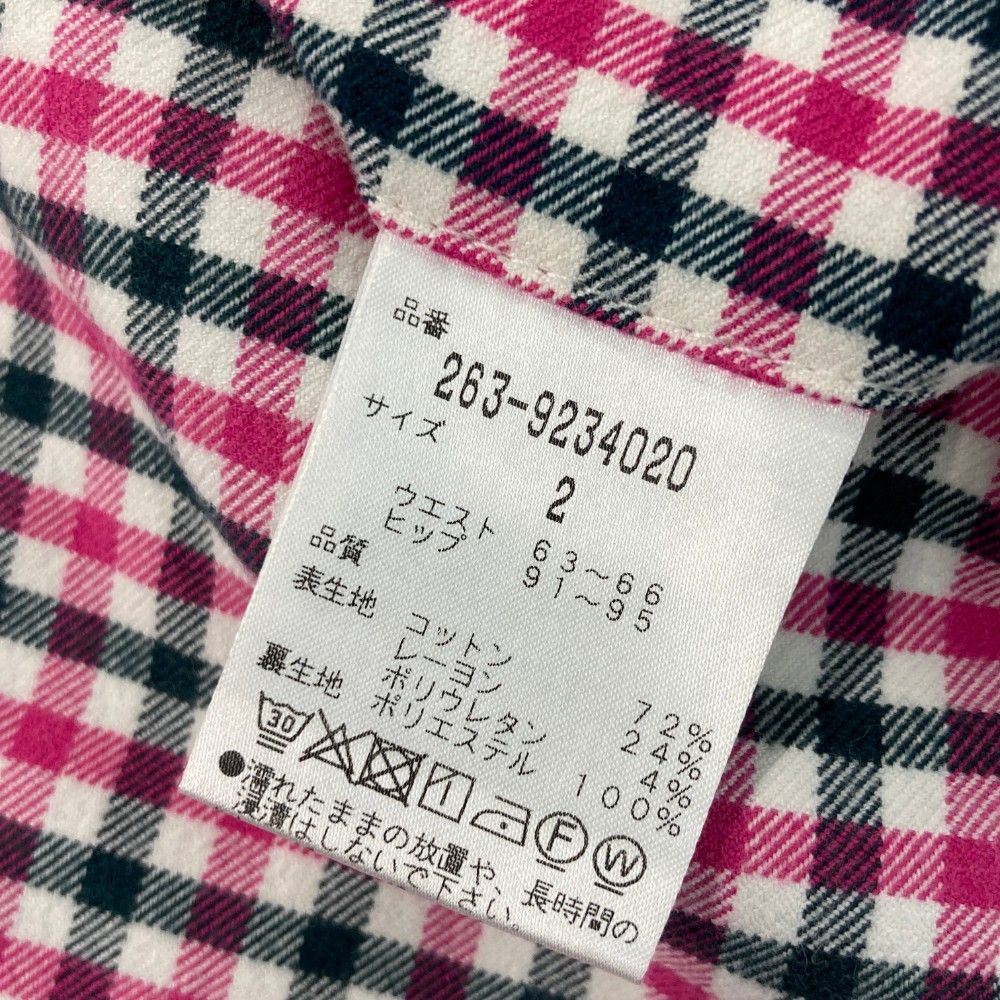 品番
263-9234020
サイズ
2
ウエスト 63～66
ヒップ 91～95
品質
表生地 コットン 72%
レーヨン 24%
ポリウレタン 4%
裏生地 ポリエステル 100%
30 F W
●濡れたままの放置や、長時間の
浸漬はしないで下さい。